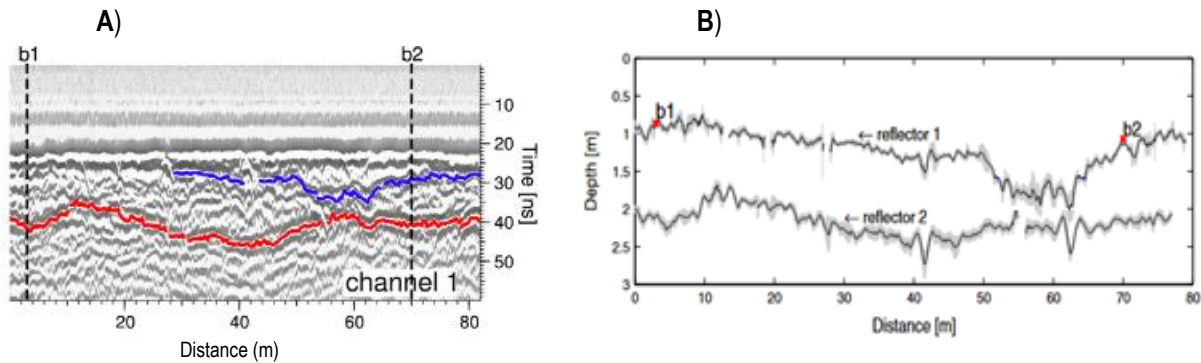 A)
b1
b2
10
20
30
40
50
Time [ns]
channel 1
20
40
60
80
Distance (m)
B)
0
0.5
1
1.5
2
2.5
3
Depth [m]
b1
← reflector 1
b2
← reflector 2
0
10
20
30
40
50
60
70
80
Distance [m]